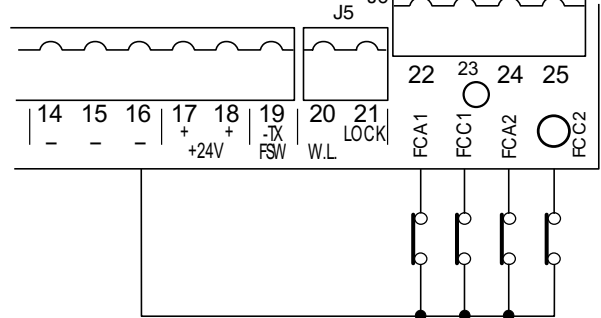 J5
22 23 24 25
14 15 16 17 18 19 20 21
- - - + + -TX LOCK
+24V FSW W.L.
FCA1
FCC1
FCA2
FCC2